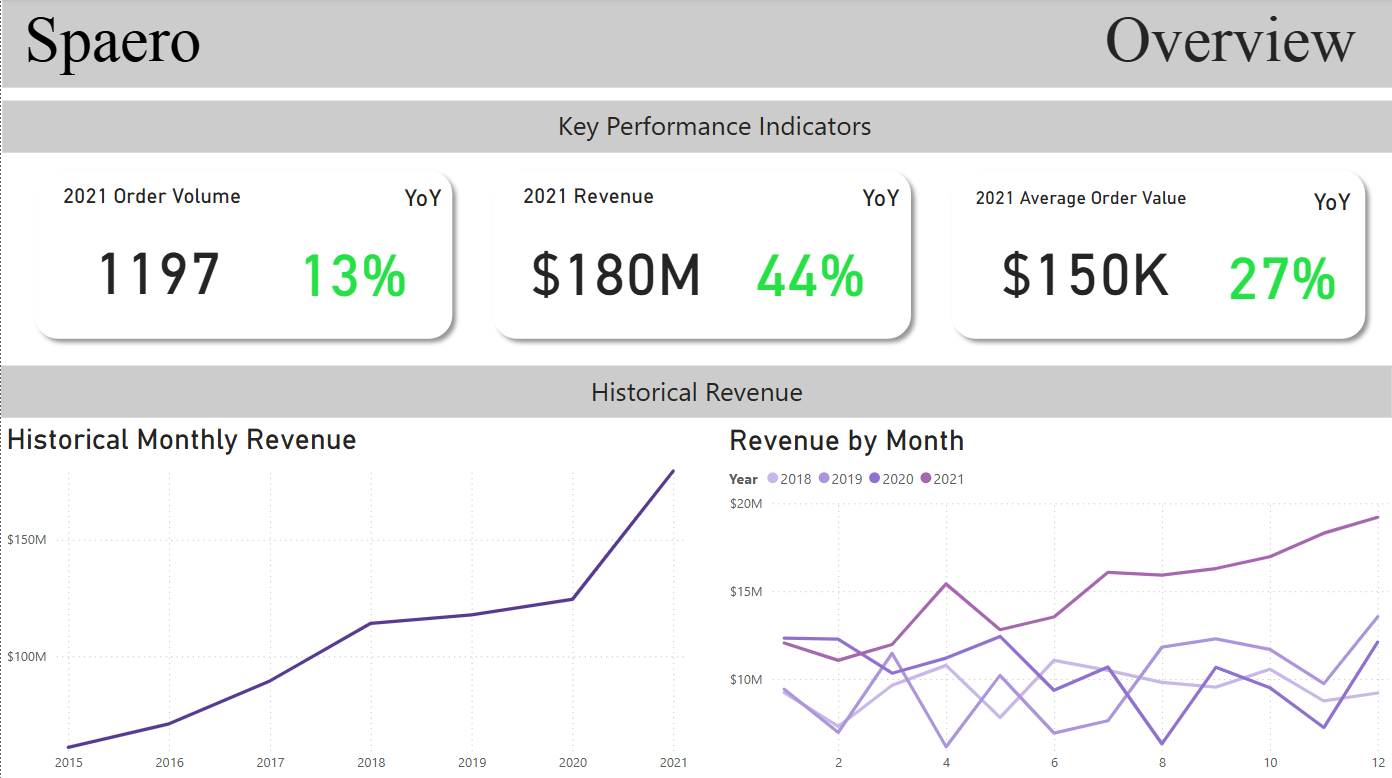 Spaero
Overview
Key Performance Indicators
2021 Order Volume
YoY
1197
13%
2021 Revenue
YoY
$180M
44%
2021 Average Order Value
YoY
$150K
27%
Historical Revenue
Historical Monthly Revenue
$150M
$100M
2015 2016 2017 2018 2019 2020 2021
Revenue by Month
Year 2018 2019 2020 2021
$20M
$15M
$10M
2 4 6 8 10 12